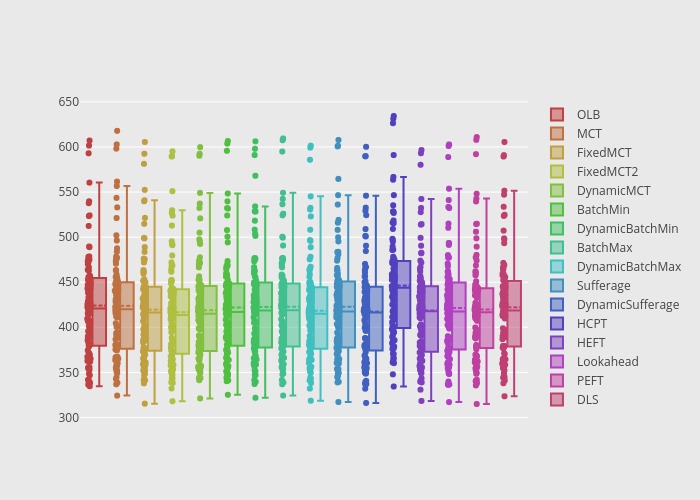 650
600
550
500
450
400
350
300
OLB
MCT
FixedMCT
FixedMCT2
DynamicMCT
BatchMin
DynamicBatchMin
BatchMax
DynamicBatchMax
Sufferage
DynamicSufferage
HCPT
HEFT
Lookahead
PEFT
DLS